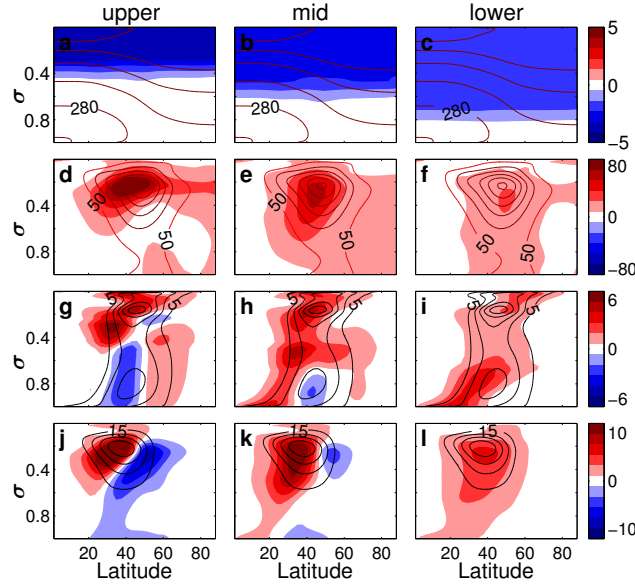 upper mid lower
a b c
280 280 280
σ 0.4 0.8
5 0 −5
d e f
50 50 50 50 50
σ 0.4 0.8
80 0 −80
g h i
5 5 5 5 5
σ 0.4 0.8
6 0 −6
j k l
15 15 15
σ 0.4 0.8
10 0 −10
20 40 60 80 20 40 60 80 20 40 60 80
Latitude Latitude Latitude